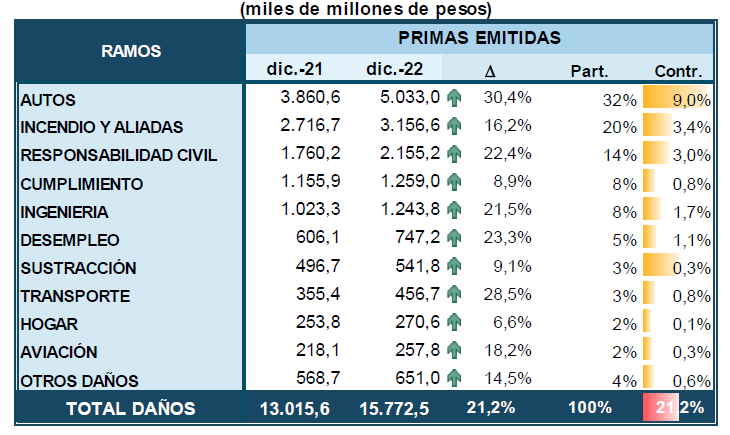 (miles de millones de pesos)
RAMOS PRIMAS EMITIDAS
dic.-21 dic.-22 Δ Part. Contr.
AUTOS 3.860,6 5.033,0 30,4% 32% 9,0%
INCENDIO Y ALIADAS 2.716,7 3.156,6 16,2% 20% 3,4%
RESPONSABILIDAD CIVIL 1.760,2 2.155,2 22,4% 14% 3,0%
CUMPLIMIENTO 1.155,9 1.259,0 8,9% 8% 0,8%
INGENIERIA 1.023,3 1.243,8 21,5% 8% 1,7%
DESEMPLEO 606,1 747,2 23,3% 5% 1,1%
SUSTRACCIÓN 496,7 541,8 9,1% 3% 0,3%
TRANSPORTE 355,4 456,7 28,5% 3% 0,8%
HOGAR 253,8 270,6 6,6% 2% 0,1%
AVIACIÓN 218,1 257,8 18,2% 2% 0,3%
OTROS DAÑOS 568,7 651,0 14,5% 4% 0,6%
TOTAL DAÑOS 13.015,6 15.772,5 21,2% 100% 21,2%